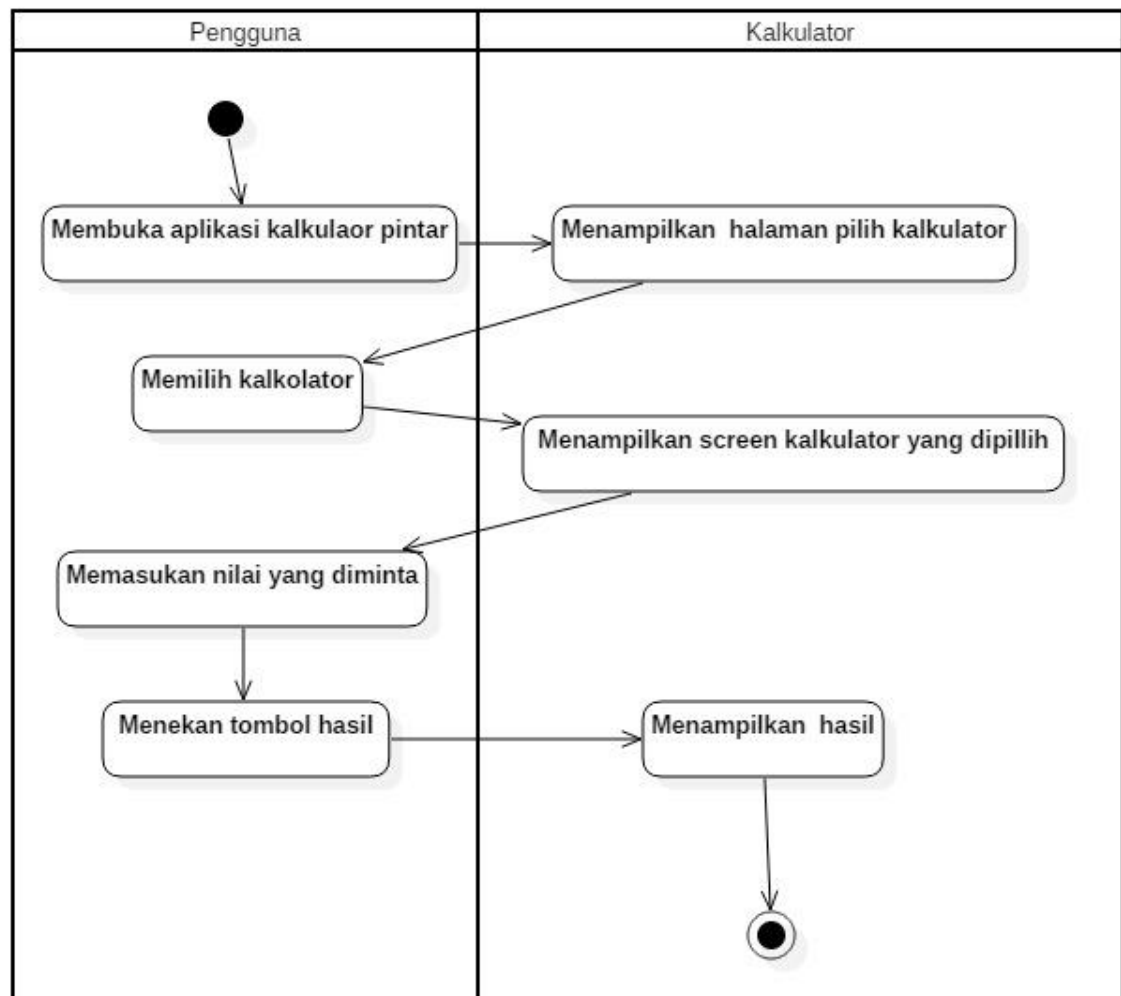 Pengguna
Kalkulator
Membuka aplikasi kalkulaor pintar
Menampilkan  halaman pilih kalkulator
Memilih kalkolator
Menampilkan screen kalkulator yang dipillih
Memasukan nilai yang diminta
Menekan tombol hasil
Menampilkan  hasil